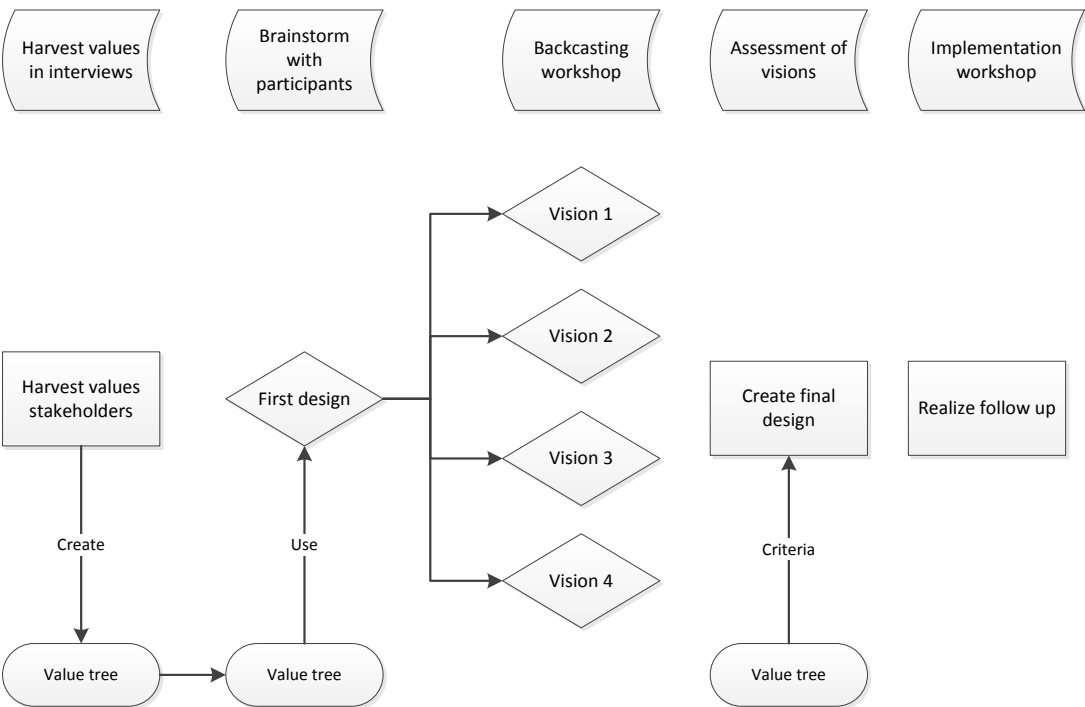 Harvest values
in interviews
Brainstorm
with
participants
Backcasting
workshop
Assessment of
visions
Implementation
workshop
Vision 1
Vision 2
Harvest values
stakeholders
First design
Create final
design
Realize follow up
Vision 3
Create
Use
Criteria
Vision 4
Value tree
Value tree
Value tree